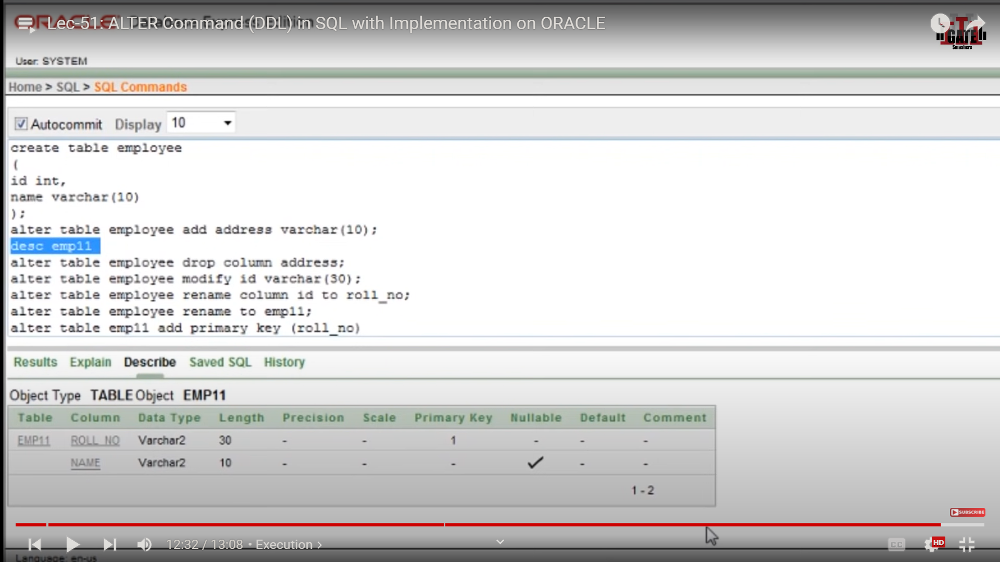 ORACLE Database Express Edition
Lec-51: ALTER Command (DDL) in SQL with Implementation on ORACLE
GATE
Smashers
User: SYSTEM
Home > SQL > SQL Commands
Autocommit Display 10
create table employee
(
id int,
name varchar(10)
);
alter table employee add address varchar(10);
desc emp11
alter table employee drop column address;
alter table employee modify id varchar(30);
alter table employee rename column id to roll_no;
alter table employee rename to emp11;
alter table emp11 add primary key (roll_no)
Results Explain Describe Saved SQL History
Object Type TABLE Object EMP11
Table Column Data Type Length Precision Scale Primary Key Nullable Default Comment
EMP11 ROLL_NO Varchar2 30 - - 1 - - -
NAME Varchar2 10 - - - ✓ - -
1 - 2
SUBSCRIBE
12:32 / 13:08 • Execution >
CC HD
Language: en-us